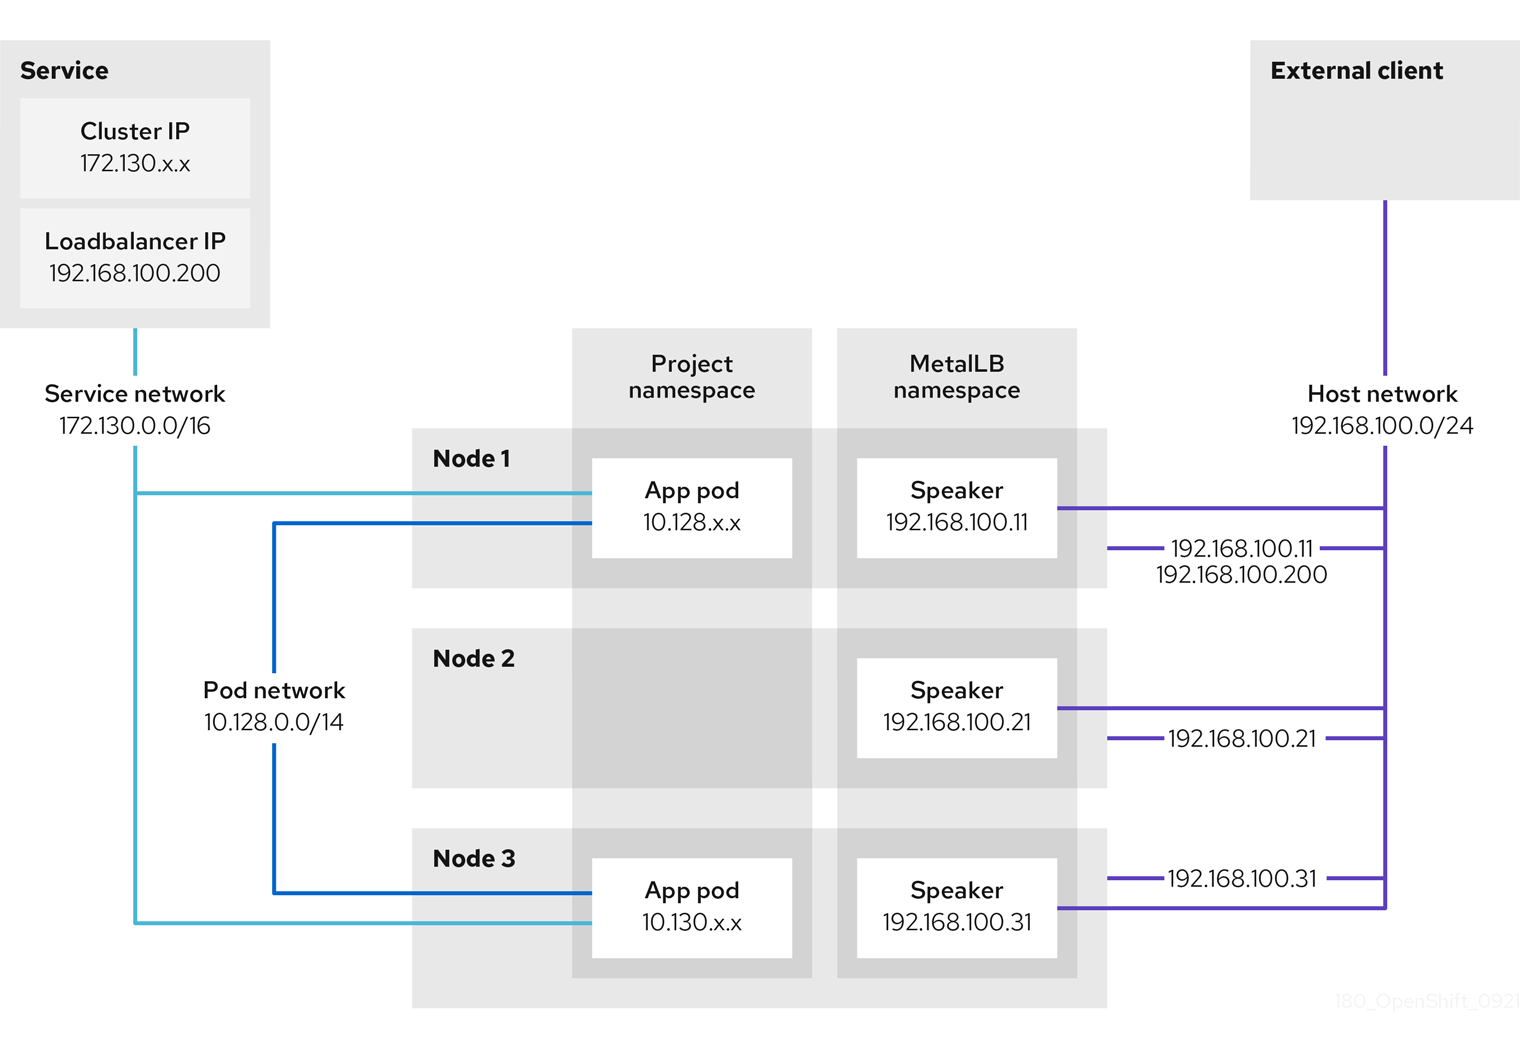 Service
Cluster IP
172.130.x.x
Loadbalancer IP
192.168.100.200
External client
Service network
172.130.0.0/16
Project
namespace
MetalLB
namespace
Host network
192.168.100.0/24
Node 1
App pod
10.128.x.x
Speaker
192.168.100.11
192.168.100.11
192.168.100.200
Pod network
10.128.0.0/14
Node 2
Speaker
192.168.100.21
192.168.100.21
Node 3
App pod
10.130.x.x
Speaker
192.168.100.31
192.168.100.31
180_OpenShift_0921